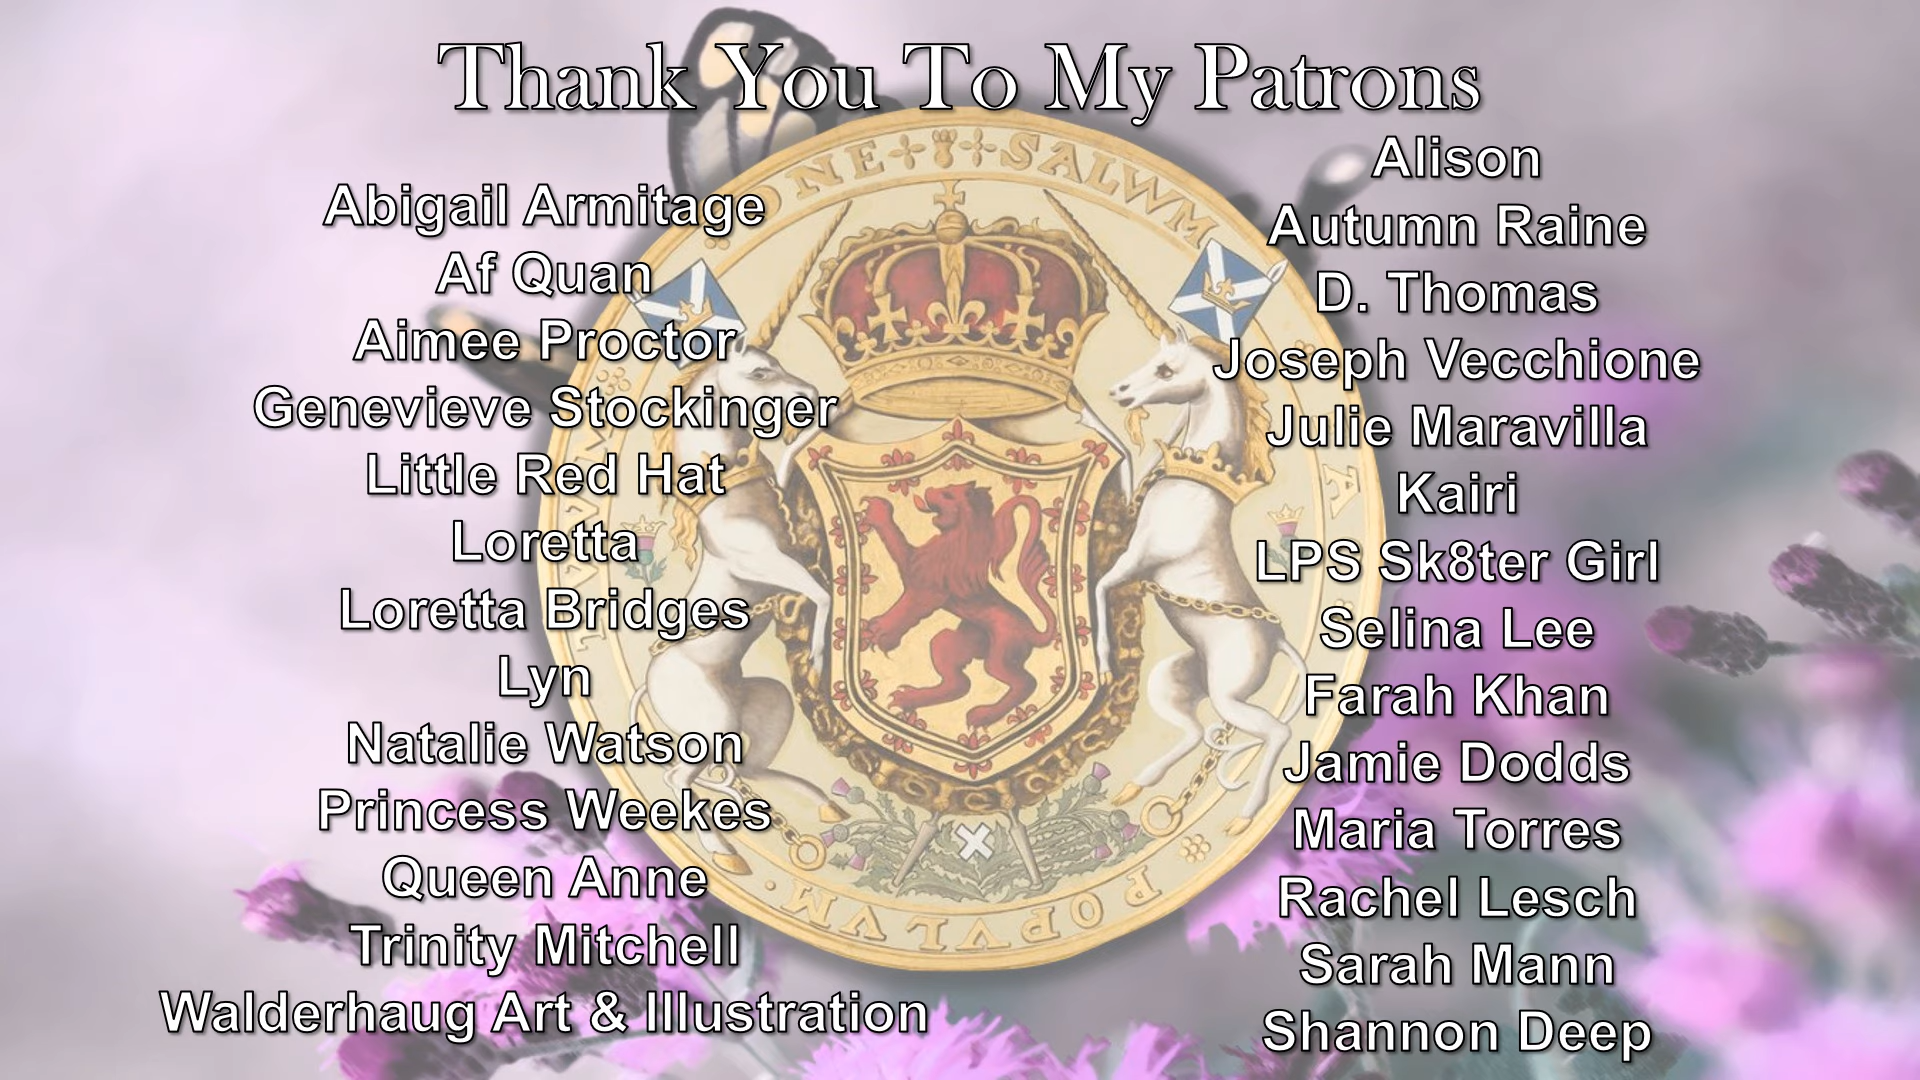 Thank You To My Patrons
Abigail Armitage
Af Quan
Aimee Proctor
Genevieve Stockinger
Little Red Hat
Loretta
Loretta Bridges
Lyn
Natalie Watson
Princess Weekes
Queen Anne
Trinity Mitchell
Walderhaug Art & Illustration
Alison
Autumn Raine
D. Thomas
Joseph Vecchione
Julie Maravilla
Kairi
LPS Sk8ter Girl
Selina Lee
Farah Khan
Jamie Dodds
Maria Torres
Rachel Lesch
Sarah Mann
Shannon Deep
SALWM
POPVLVM